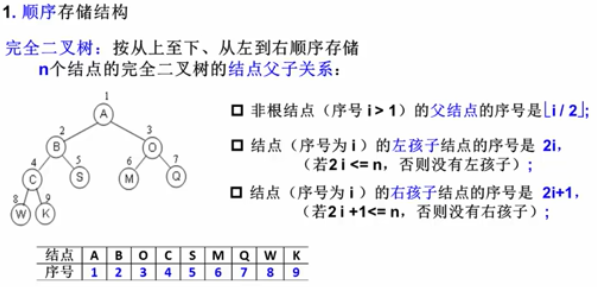 1. 顺序存储结构
完全二叉树：按从上至下、从左到右顺序存储
n个结点的完全二叉树的结点父子关系：
非根结点（序号 i > 1）的父结点的序号是⌊i / 2⌋;
结点（序号为 i ）的左孩子结点的序号是 2i，
（若2 i <= n，否则没有左孩子）;
结点（序号为 i ）的右孩子结点的序号是 2i+1，
（若2 i +1<= n，否则没有右孩子）;
1
A
2 3
B O
4 5 6 7
C S M Q
8 9
W K
结点 A B O C S M Q W K
序号 1 2 3 4 5 6 7 8 9